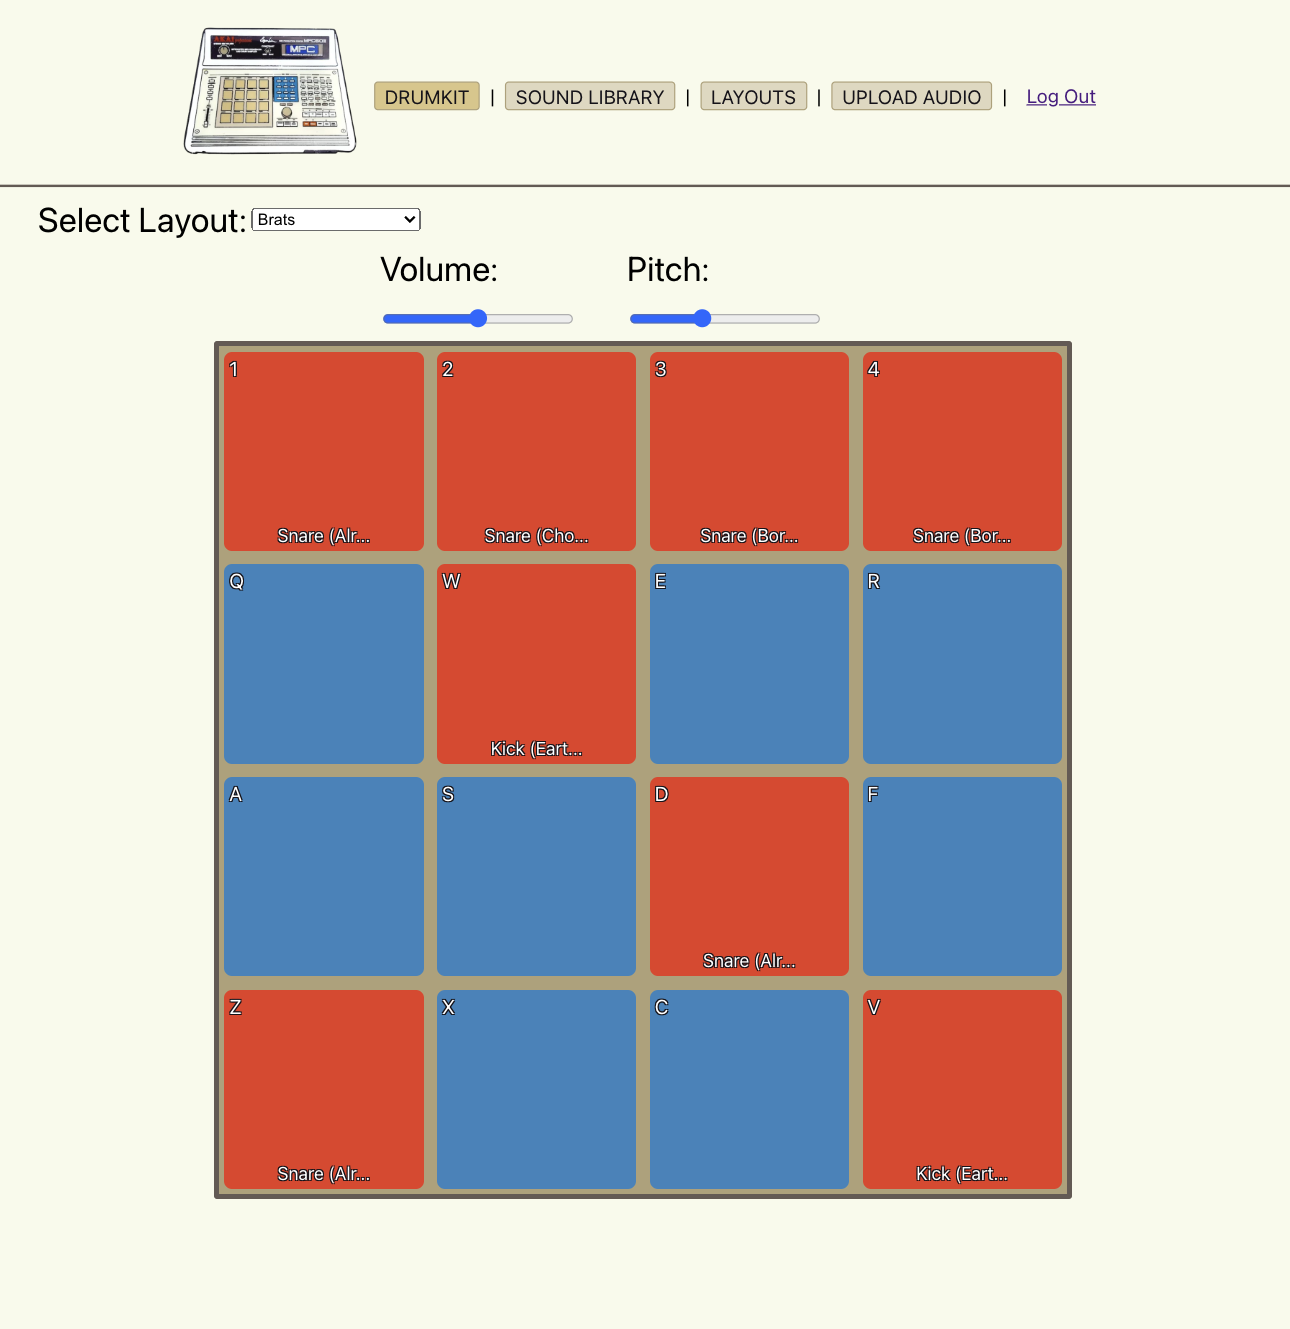 AKAI
MPC
DRUMKIT | SOUND LIBRARY | LAYOUTS | UPLOAD AUDIO | Log Out
Select Layout: Brats
Volume: Pitch:
1 2 3 4
Snare (Alr... Snare (Cho... Snare (Bor... Snare (Bor...
Q W E R
Kick (Eart...
A S D F
Snare (Alr...
Z X C V
Snare (Alr... Kick (Eart...